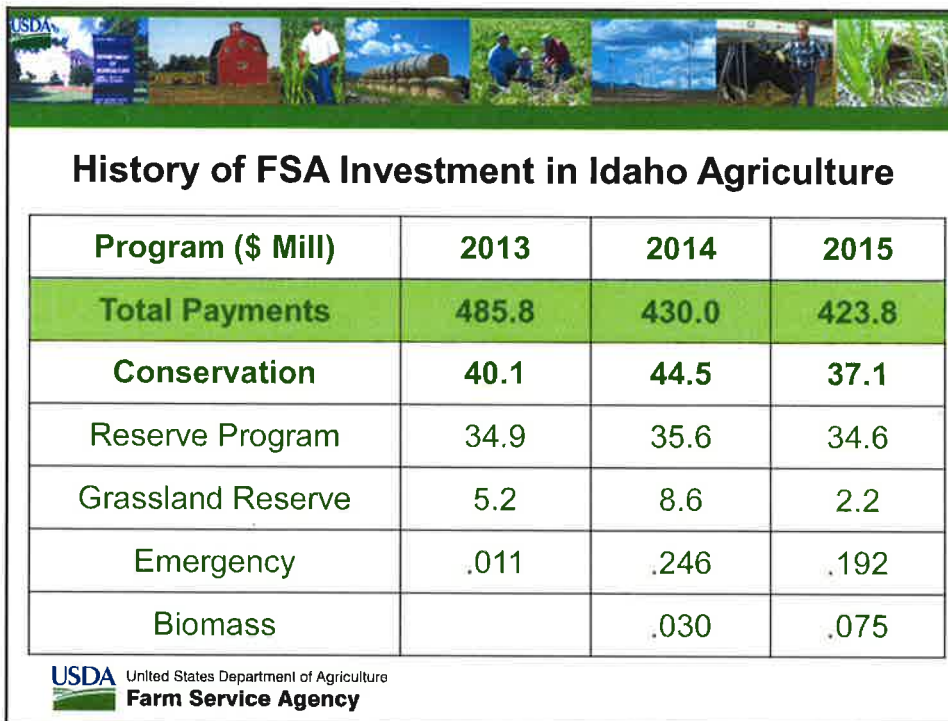 USDA
DEPARTMENT
OF
AGRICULTURE
History of FSA Investment in Idaho Agriculture
Program ($ Mill) 2013 2014 2015
Total Payments 485.8 430.0 423.8
Conservation 40.1 44.5 37.1
Reserve Program 34.9 35.6 34.6
Grassland Reserve 5.2 8.6 2.2
Emergency .011 .246 .192
Biomass .030 .075
USDA United States Department of Agriculture
Farm Service Agency